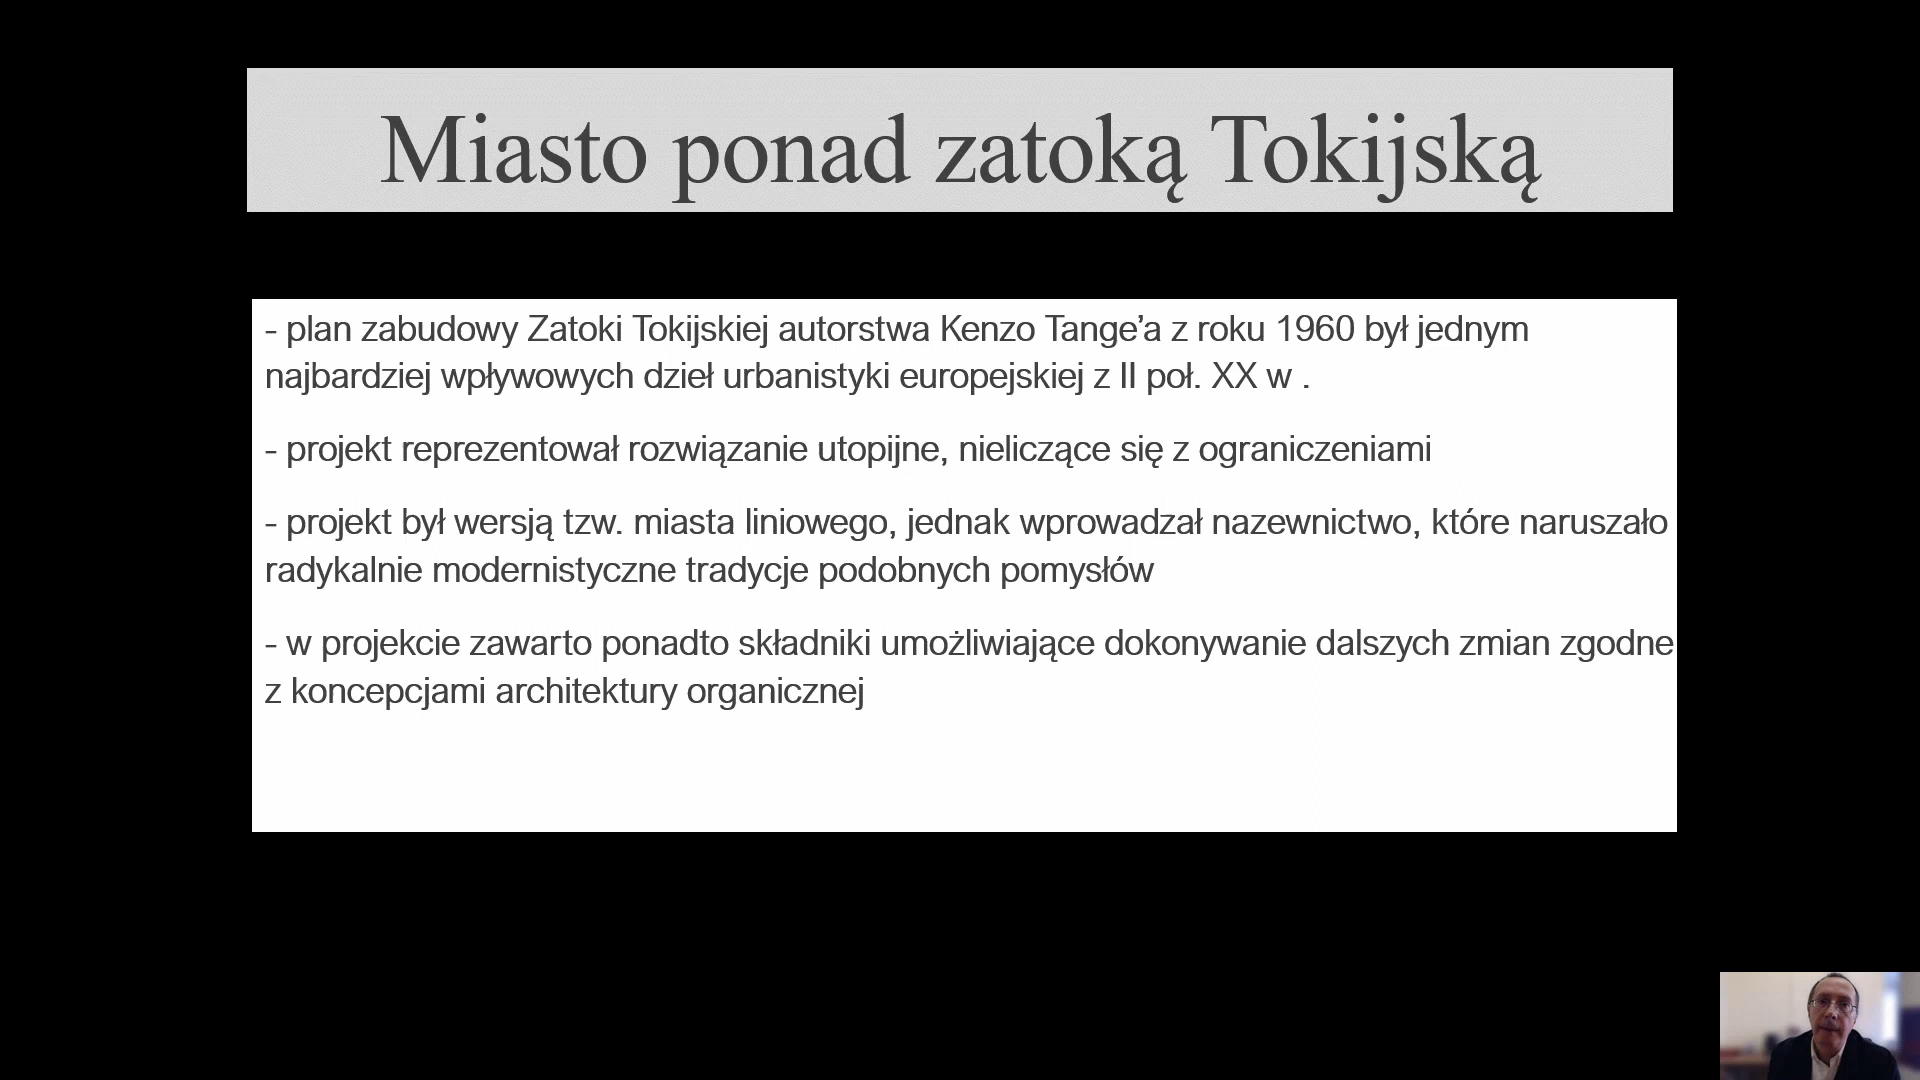 Miasto ponad zatoką Tokijską
- plan zabudowy Zatoki Tokijskiej autorstwa Kenzo Tange’a z roku 1960 był jednym
najbardziej wpływowych dzieł urbanistyki europejskiej z II poł. XX w .
- projekt reprezentował rozwiązanie utopijne, nieliczące się z ograniczeniami
- projekt był wersją tzw. miasta liniowego, jednak wprowadzał nazewnictwo, które naruszało
radykalnie modernistyczne tradycje podobnych pomysłów
- w projekcie zawarto ponadto składniki umożliwiające dokonywanie dalszych zmian zgodne
z koncepcjami architektury organicznej